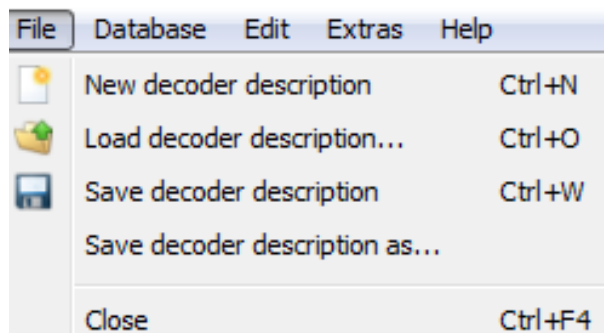 File Database Edit Extras Help
New decoder description Ctrl+N
Load decoder description... Ctrl+O
Save decoder description Ctrl+W
Save decoder description as...
Close Ctrl+F4